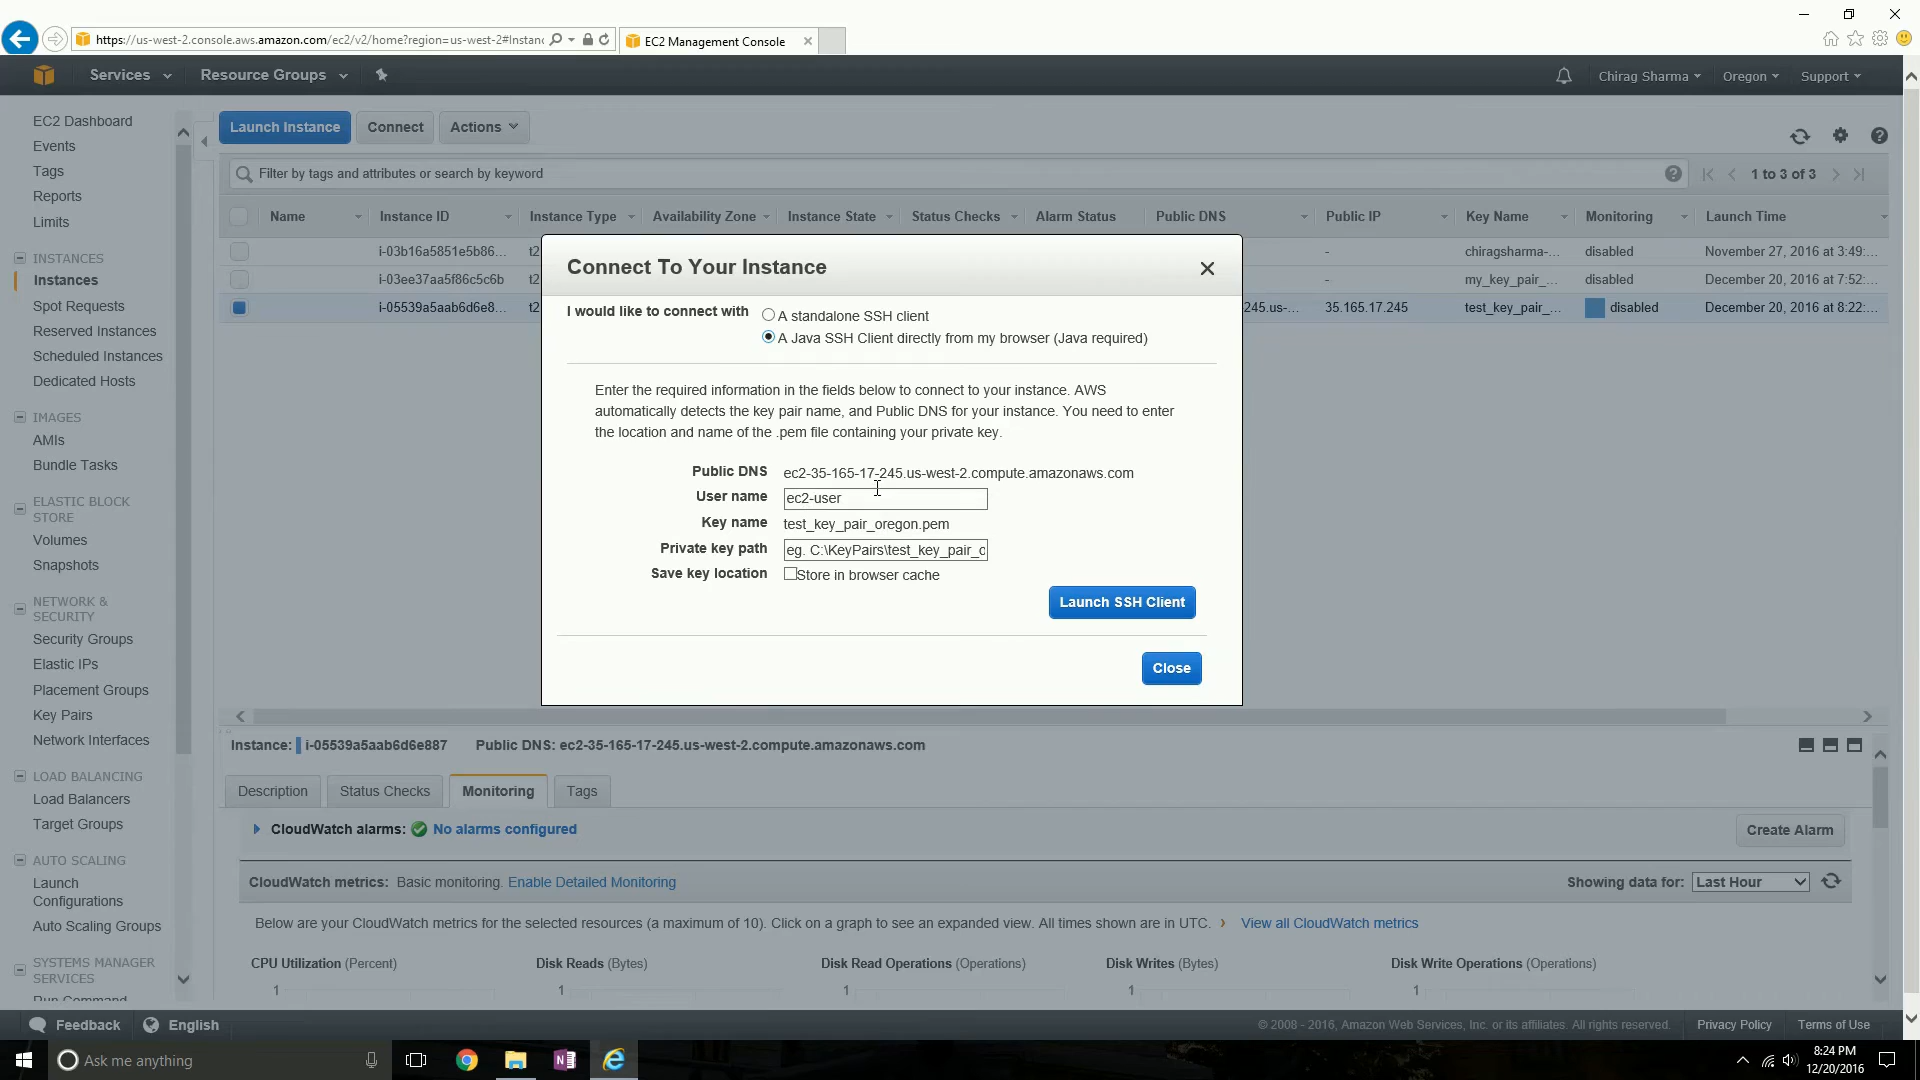 https://us-west-2.console.aws.amazon.com/ec2/v2/home?region=us-west-2#Instanc
EC2 Management Console
Services
Resource Groups
Chirag Sharma
Oregon
Support
EC2 Dashboard
Events
Tags
Reports
Limits
INSTANCES
Instances
Spot Requests
Reserved Instances
Scheduled Instances
Dedicated Hosts
IMAGES
AMIs
Bundle Tasks
ELASTIC BLOCK
STORE
Volumes
Snapshots
NETWORK &
SECURITY
Security Groups
Elastic IPs
Placement Groups
Key Pairs
Network Interfaces
LOAD BALANCING
Load Balancers
Target Groups
AUTO SCALING
Launch
Configurations
Auto Scaling Groups
SYSTEMS MANAGER
SERVICES
Run Command
Launch Instance
Connect
Actions
Filter by tags and attributes or search by keyword
1 to 3 of 3
Name Instance ID Instance Type Availability Zone Instance State Status Checks Alarm Status Public DNS Public IP Key Name Monitoring Launch Time
i-03b16a5851e5b86... t2 - chiragsharma-... disabled November 27, 2016 at 3:49:...
i-03ee37aa5f86c5c6b t2 - my_key_pair_... disabled December 20, 2016 at 7:52:...
i-05539a5aab6d6e8... t2 245.us-... 35.165.17.245 test_key_pair_... disabled December 20, 2016 at 8:22:...
Connect To Your Instance
I would like to connect with
A standalone SSH client
A Java SSH Client directly from my browser (Java required)
Enter the required information in the fields below to connect to your instance. AWS
automatically detects the key pair name, and Public DNS for your instance. You need to enter
the location and name of the .pem file containing your private key.
Public DNS ec2-35-165-17-245.us-west-2.compute.amazonaws.com
User name ec2-user
Key name test_key_pair_oregon.pem
Private key path eg. C:\KeyPairs\test_key_pair_o
Save key location Store in browser cache
Launch SSH Client
Close
Instance: i-05539a5aab6d6e887 Public DNS: ec2-35-165-17-245.us-west-2.compute.amazonaws.com
Description
Status Checks
Monitoring
Tags
CloudWatch alarms: No alarms configured
Create Alarm
CloudWatch metrics: Basic monitoring. Enable Detailed Monitoring
Showing data for: Last Hour
Below are your CloudWatch metrics for the selected resources (a maximum of 10). Click on a graph to see an expanded view. All times shown are in UTC. › View all CloudWatch metrics
CPU Utilization (Percent) Disk Reads (Bytes) Disk Read Operations (Operations) Disk Writes (Bytes) Disk Write Operations (Operations)
1 1 1 1 1
Feedback
English
© 2008 - 2016, Amazon Web Services, Inc. or its affiliates. All rights reserved.
Privacy Policy
Terms of Use
Ask me anything
8:24 PM
12/20/2016